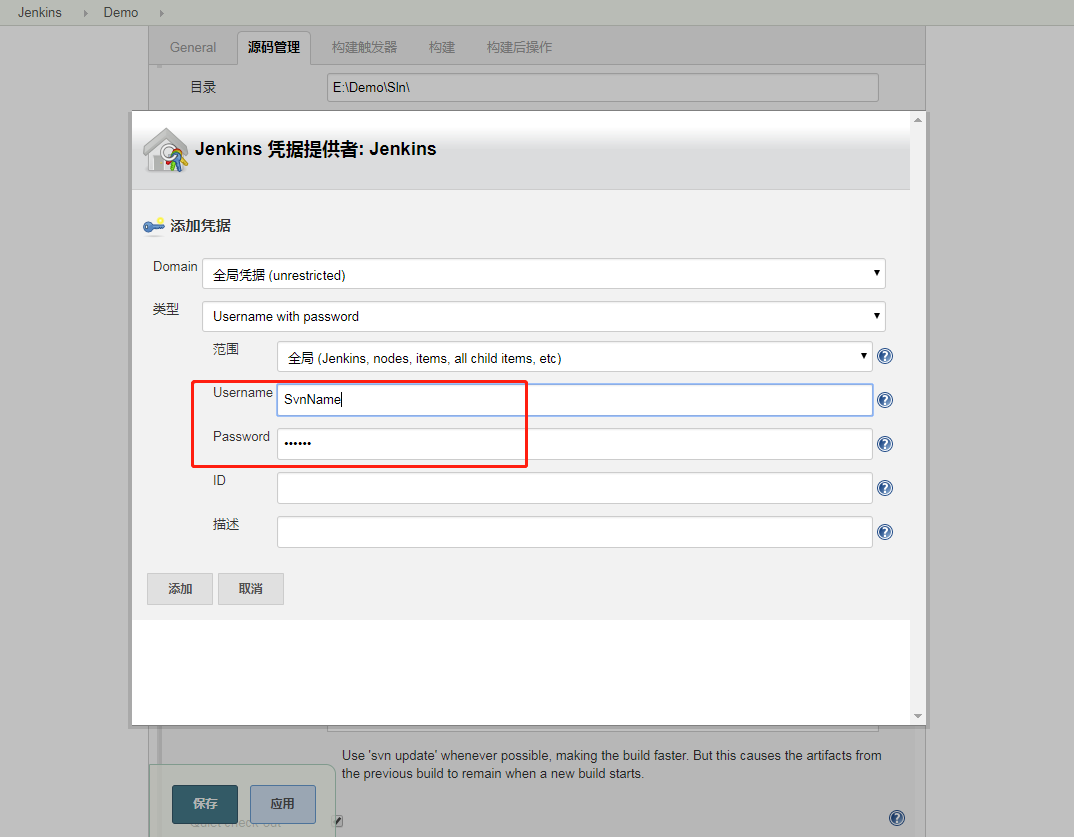 Jenkins Demo
General 源码管理 构建触发器 构建 构建后操作
目录 E:\Demo\Sln\
Jenkins 凭据提供者: Jenkins
添加凭据
Domain 全局凭据 (unrestricted)
类型 Username with password
范围 全局 (Jenkins, nodes, items, all child items, etc)
Username SvnName
Password ••••••
ID
描述
添加 取消
Use 'svn update' whenever possible, making the build faster. But this causes the artifacts from
the previous build to remain when a new build starts.
保存 应用
Quiet check-out